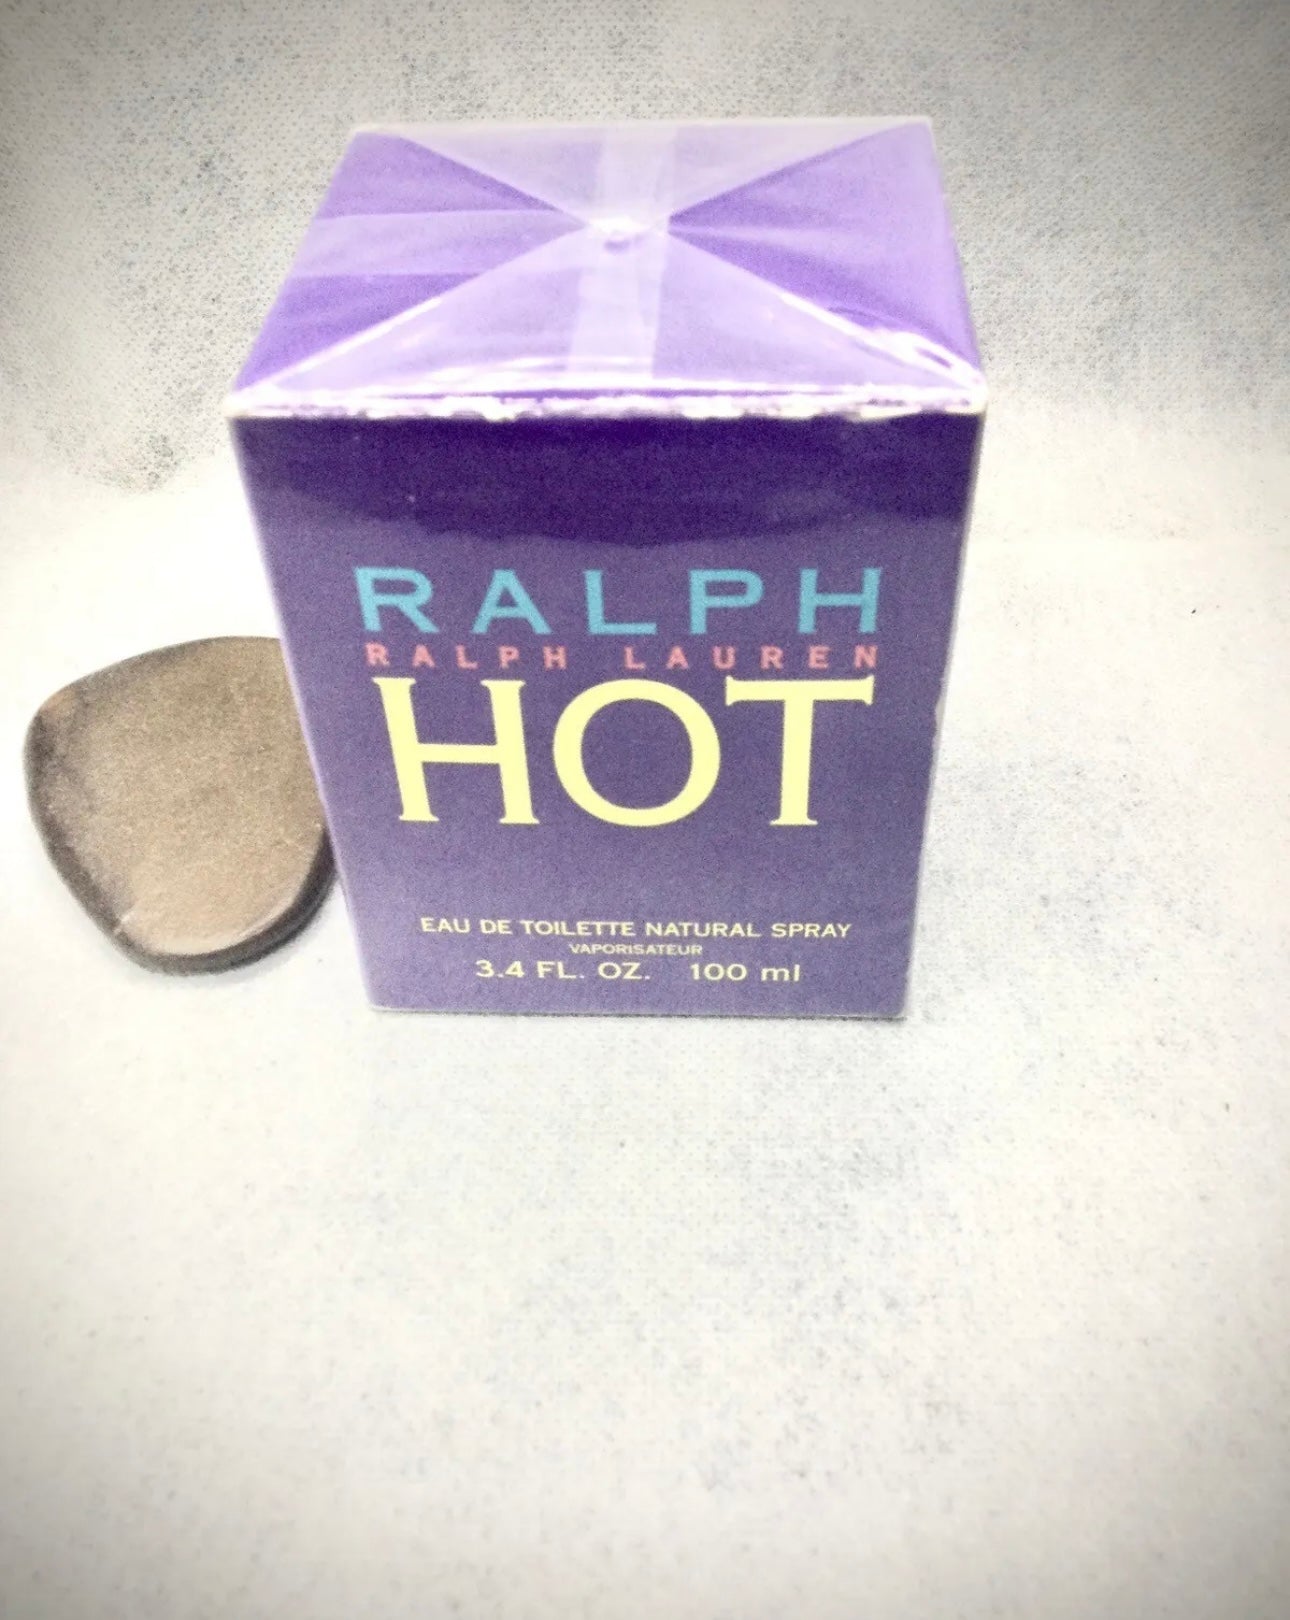 RALPH
RALPH LAUREN
HOT
EAU DE TOILETTE NATURAL SPRAY
VAPORISATEUR
3.4 FL. OZ. 100 ml